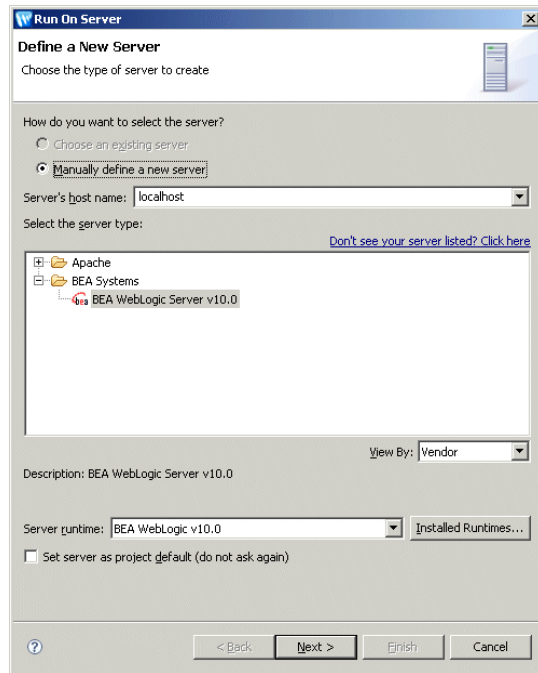 Run On Server
Define a New Server
Choose the type of server to create
How do you want to select the server?
Choose an existing server
Manually define a new server
Server's host name: localhost
Select the server type:
Don't see your server listed? Click here
Apache
BEA Systems
bea BEA WebLogic Server v10.0
View By: Vendor
Description: BEA WebLogic Server v10.0
Server runtime: BEA WebLogic v10.0 Installed Runtimes...
Set server as project default (do not ask again)
? < Back Next > Finish Cancel